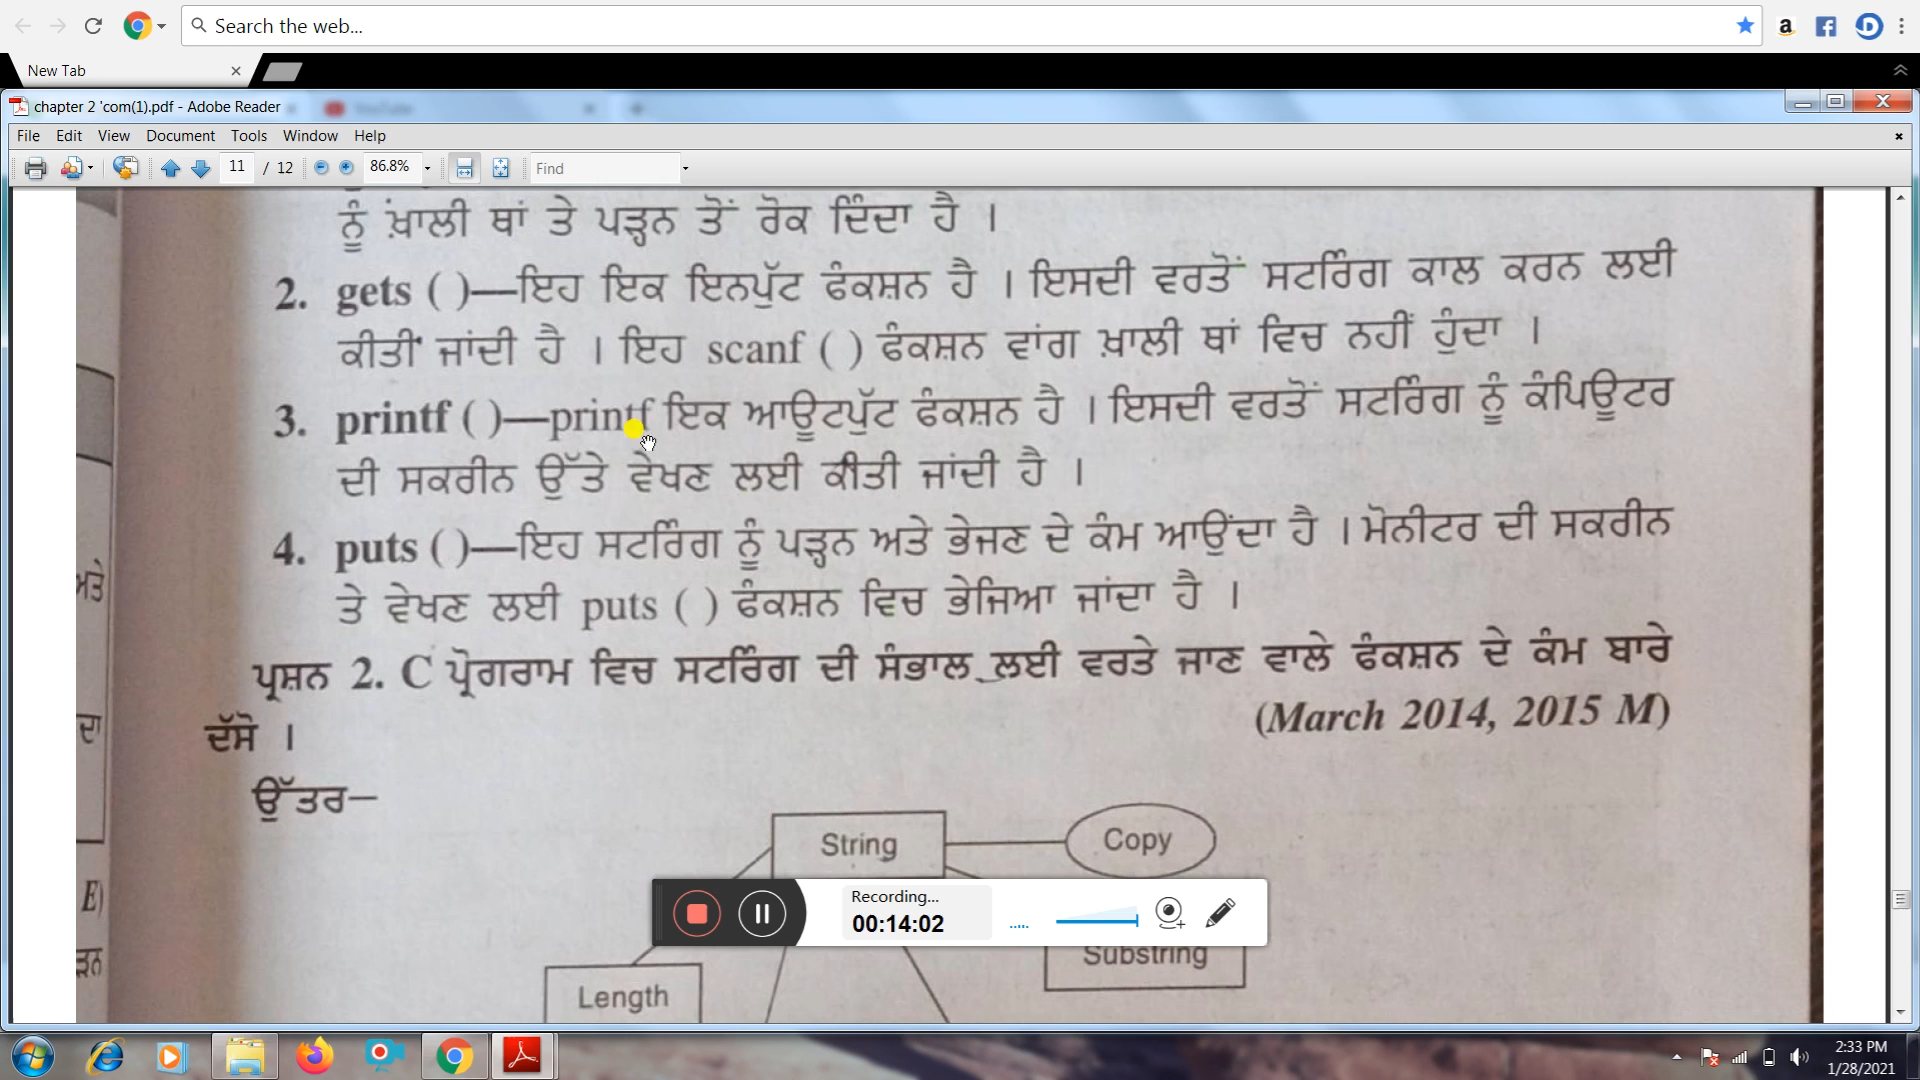 Search the web...
New Tab
chapter 2 'com(1).pdf - Adobe Reader
YouTube
File Edit View Document Tools Window Help
11 / 12 86.8% Find
ਨੂੰ ਖ਼ਾਲੀ ਥਾਂ ਤੇ ਪੜ੍ਹਨ ਤੋਂ ਰੋਕ ਦਿੰਦਾ ਹੈ ।
2. gets ( )—ਇਹ ਇਕ ਇਨਪੁੱਟ ਫੰਕਸ਼ਨ ਹੈ । ਇਸਦੀ ਵਰਤੋਂ ਸਟਰਿੰਗ ਕਾਲ ਕਰਨ ਲਈ
ਕੀਤੀ ਜਾਂਦੀ ਹੈ । ਇਹ scanf ( ) ਫੰਕਸ਼ਨ ਵਾਂਗ ਖ਼ਾਲੀ ਥਾਂ ਵਿਚ ਨਹੀਂ ਹੁੰਦਾ ।
3. printf ( )—printf ਇਕ ਆਊਟਪੁੱਟ ਫੰਕਸ਼ਨ ਹੈ । ਇਸਦੀ ਵਰਤੋਂ ਸਟਰਿੰਗ ਨੂੰ ਕੰਪਿਊਟਰ
ਦੀ ਸਕਰੀਨ ਉੱਤੇ ਵੇਖਣ ਲਈ ਕੀਤੀ ਜਾਂਦੀ ਹੈ ।
4. puts ( )—ਇਹ ਸਟਰਿੰਗ ਨੂੰ ਪੜ੍ਹਨ ਅਤੇ ਭੇਜਣ ਦੇ ਕੰਮ ਆਉਂਦਾ ਹੈ । ਮੋਨੀਟਰ ਦੀ ਸਕਰੀਨ
ਤੇ ਵੇਖਣ ਲਈ puts ( ) ਫੰਕਸ਼ਨ ਵਿਚ ਭੇਜਿਆ ਜਾਂਦਾ ਹੈ ।
ਪ੍ਰਸ਼ਨ 2. C ਪ੍ਰੋਗਰਾਮ ਵਿਚ ਸਟਰਿੰਗ ਦੀ ਸੰਭਾਲ ਲਈ ਵਰਤੇ ਜਾਣ ਵਾਲੇ ਫੰਕਸ਼ਨ ਦੇ ਕੰਮ ਬਾਰੇ
ਦੱਸੋ ।
(March 2014, 2015 M)
ਉੱਤਰ—
String
Copy
Substring
Length
ਦਾ
E)
Recording...
00:14:02
2:33 PM
1/28/2021